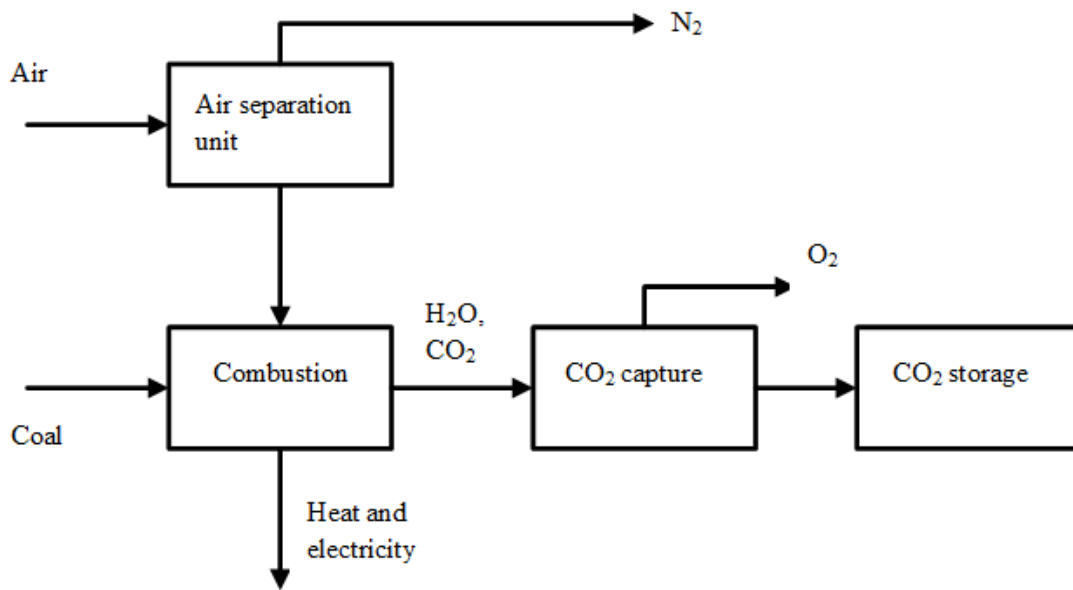 N₂
Air
Air separation
unit
O₂
H₂O,
CO₂
Combustion
CO₂ capture
CO₂ storage
Coal
Heat and
electricity